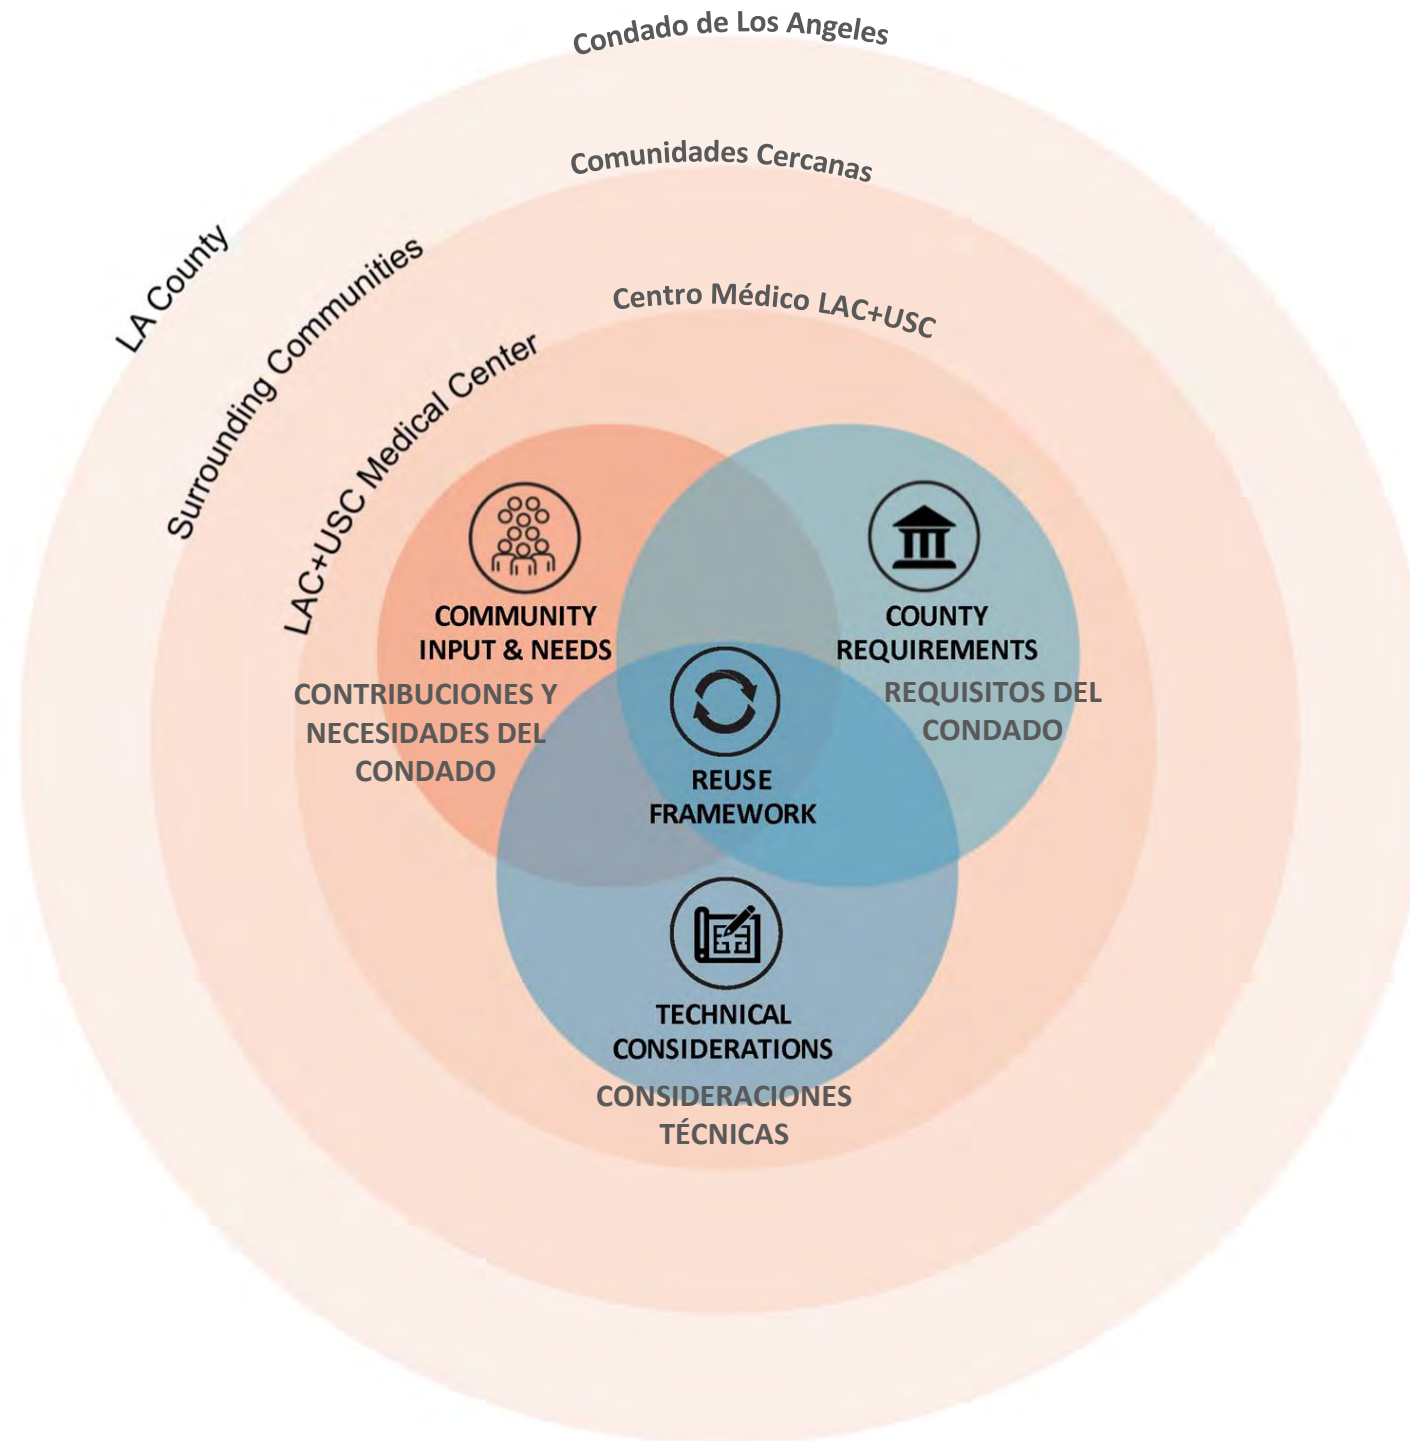 Condado de Los Angeles
Comunidades Cercanas
Centro Médico LAC+USC
LA County
Surrounding Communities
LAC+USC Medical Center
COMMUNITY
INPUT & NEEDS
CONTRIBUCIONES Y
NECESIDADES DEL
CONDADO
COUNTY
REQUIREMENTS
REQUISITOS DEL
CONDADO
REUSE
FRAMEWORK
TECHNICAL
CONSIDERATIONS
CONSIDERACIONES
TÉCNICAS